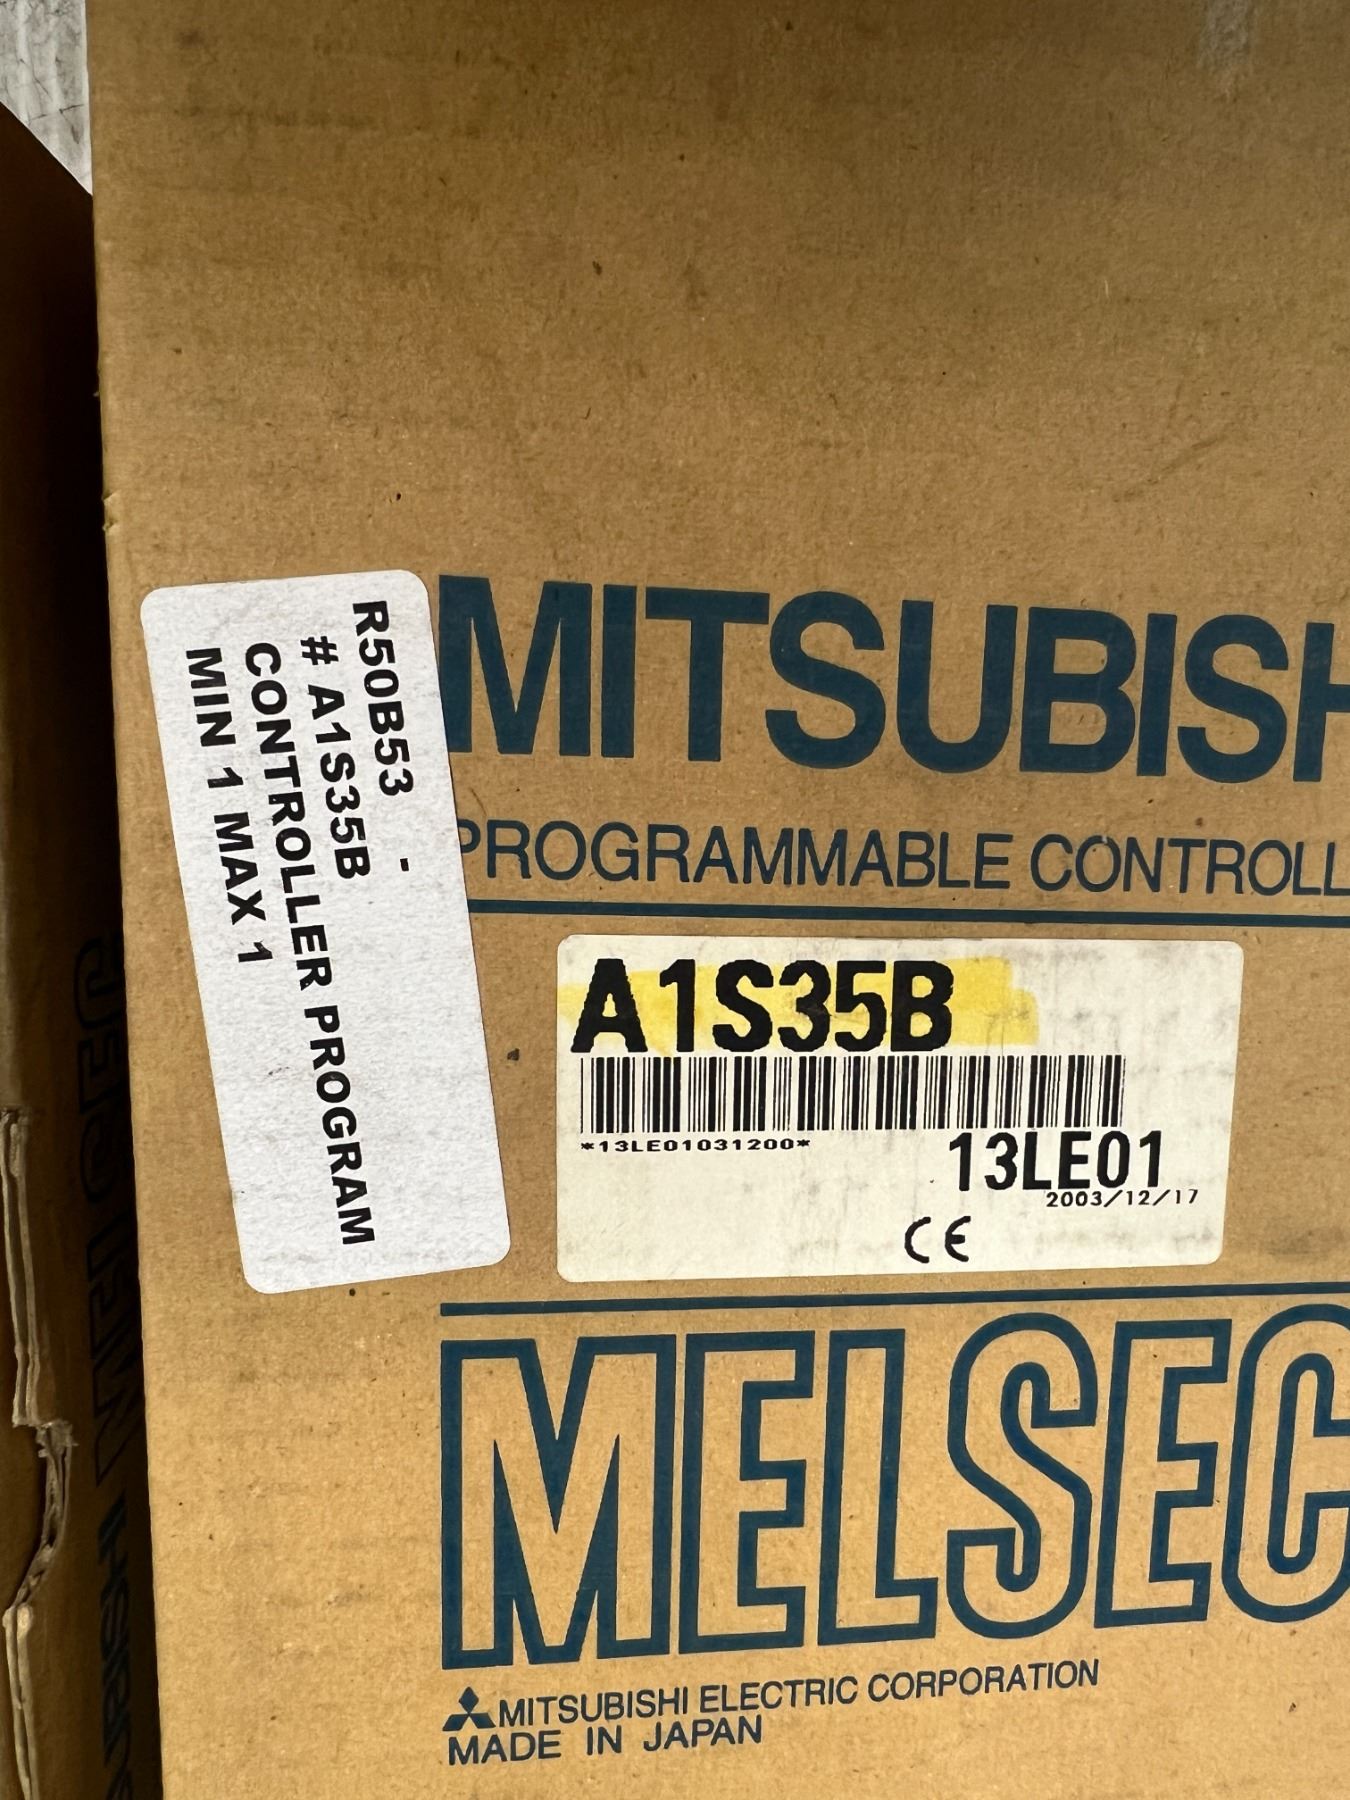 R50B53 -
# A1S35B
CONTROLLER PROGRAM
MIN 1 MAX 1
MITSUBISH
PROGRAMMABLE CONTROLL
A1S35B
*13LE01031200*
13LE01
2003/12/17
CE
MELSEC
MITSUBISHI ELECTRIC CORPORATION
MADE IN JAPAN